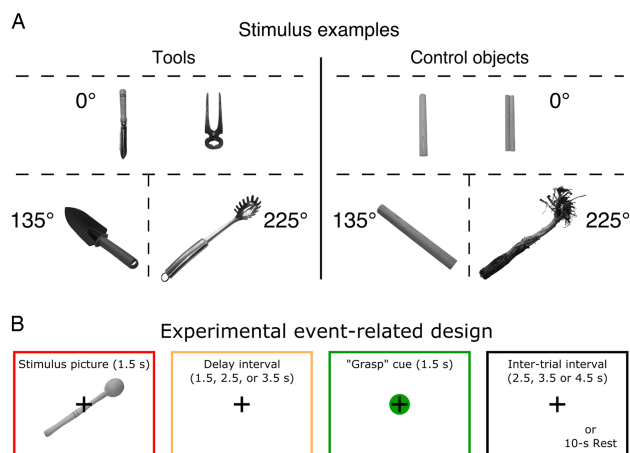 A
Stimulus examples
Tools
Control objects
0°
0°
135°
225°
135°
225°
B
Experimental event-related design
Stimulus picture (1.5 s)
Delay interval
(1.5, 2.5, or 3.5 s)
"Grasp" cue (1.5 s)
Inter-trial interval
(2.5, 3.5 or 4.5 s)
or
10-s Rest